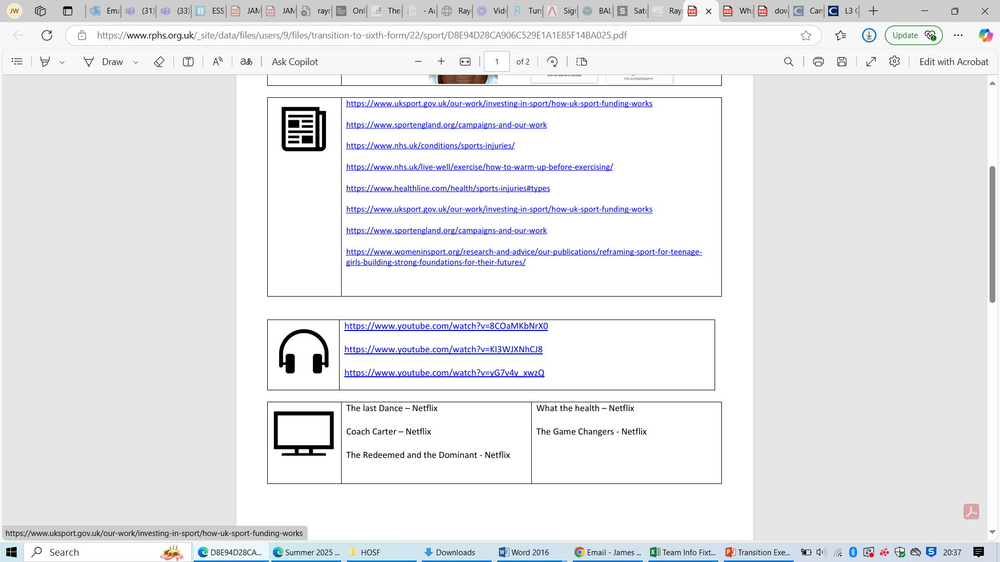 JW
Ema
(31)
(33)
ESS
JAM
JAM
rayr
Onli
The
- Au
Rayı
Vide
Turr
Sigr
BAL
Satc
Ray
Wha
dow
Cam
L3 C
https://www.rphs.org.uk/_site/data/files/users/9/files/transition-to-sixth-form/22/sport/D8E94D28CA906C529E1A1E85F14BA025.pdf
Update
Draw
Ask Copilot
1 of 2
Edit with Acrobat
THE AUTOBIOGRAPHY
https://www.uksport.gov.uk/our-work/investing-in-sport/how-uk-sport-funding-works
https://www.sportengland.org/campaigns-and-our-work
https://www.nhs.uk/conditions/sports-injuries/
https://www.nhs.uk/live-well/exercise/how-to-warm-up-before-exercising/
https://www.healthline.com/health/sports-injuries#types
https://www.uksport.gov.uk/our-work/investing-in-sport/how-uk-sport-funding-works
https://www.sportengland.org/campaigns-and-our-work
https://www.womeninsport.org/research-and-advice/our-publications/reframing-sport-for-teenage-
girls-building-strong-foundations-for-their-futures/
https://www.youtube.com/watch?v=8COaMKbNrX0
https://www.youtube.com/watch?v=KI3WJXNhCJ8
https://www.youtube.com/watch?v=yG7v4y_xwzQ
The last Dance – Netflix
Coach Carter – Netflix
The Redeemed and the Dominant - Netflix
What the health – Netflix
The Game Changers - Netflix
https://www.uksport.gov.uk/our-work/investing-in-sport/how-uk-sport-funding-works
Search
D8E94D28CA...
Summer 2025 ...
HOSF
Downloads
Word 2016
Email - James ...
Team Info Fixt...
Transition Exe...
20:37